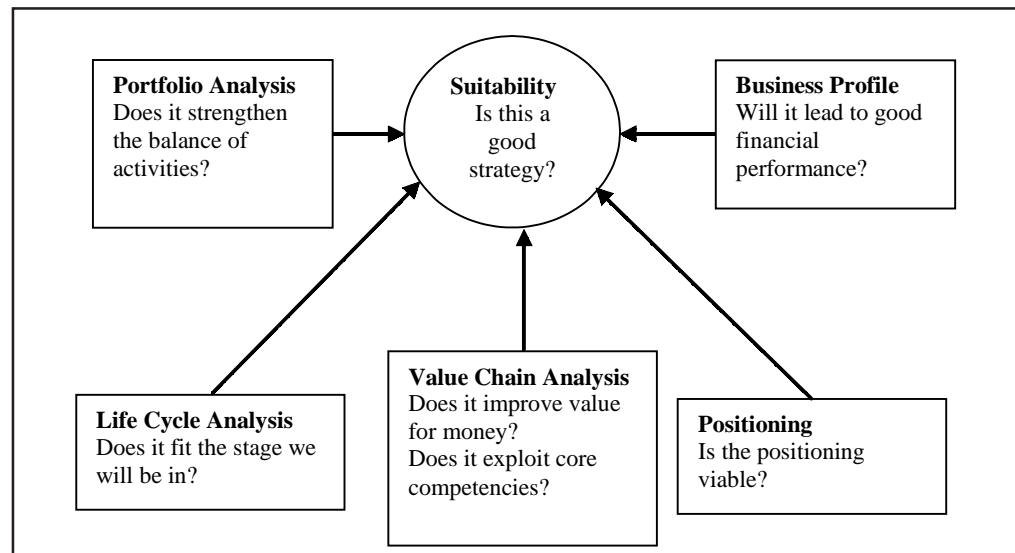 Portfolio Analysis
Does it strengthen
the balance of
activities?
Suitability
Is this a
good
strategy?
Business Profile
Will it lead to good
financial
performance?
Life Cycle Analysis
Does it fit the stage we
will be in?
Value Chain Analysis
Does it improve value
for money?
Does it exploit core
competencies?
Positioning
Is the positioning
viable?